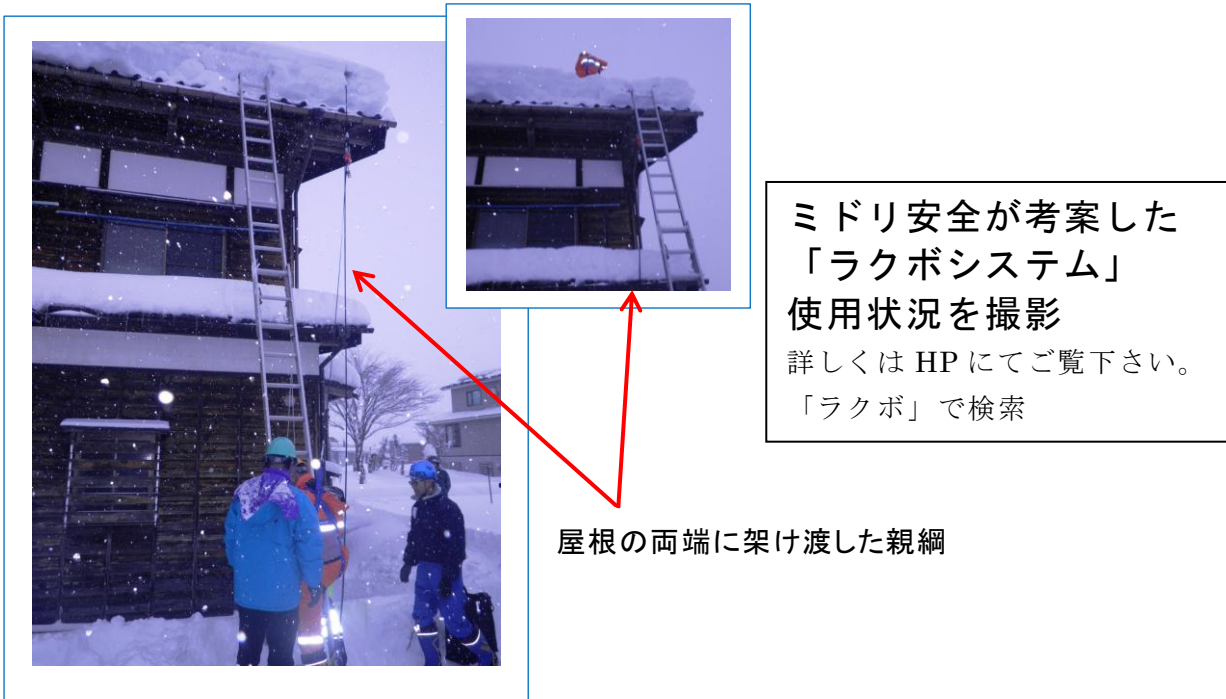 ミドリ安全が考案した
「ラクボシステム」
使用状況を撮影
詳しくは HP にてご覧下さい。
「ラクボ」で検索
屋根の両端に架け渡した親綱